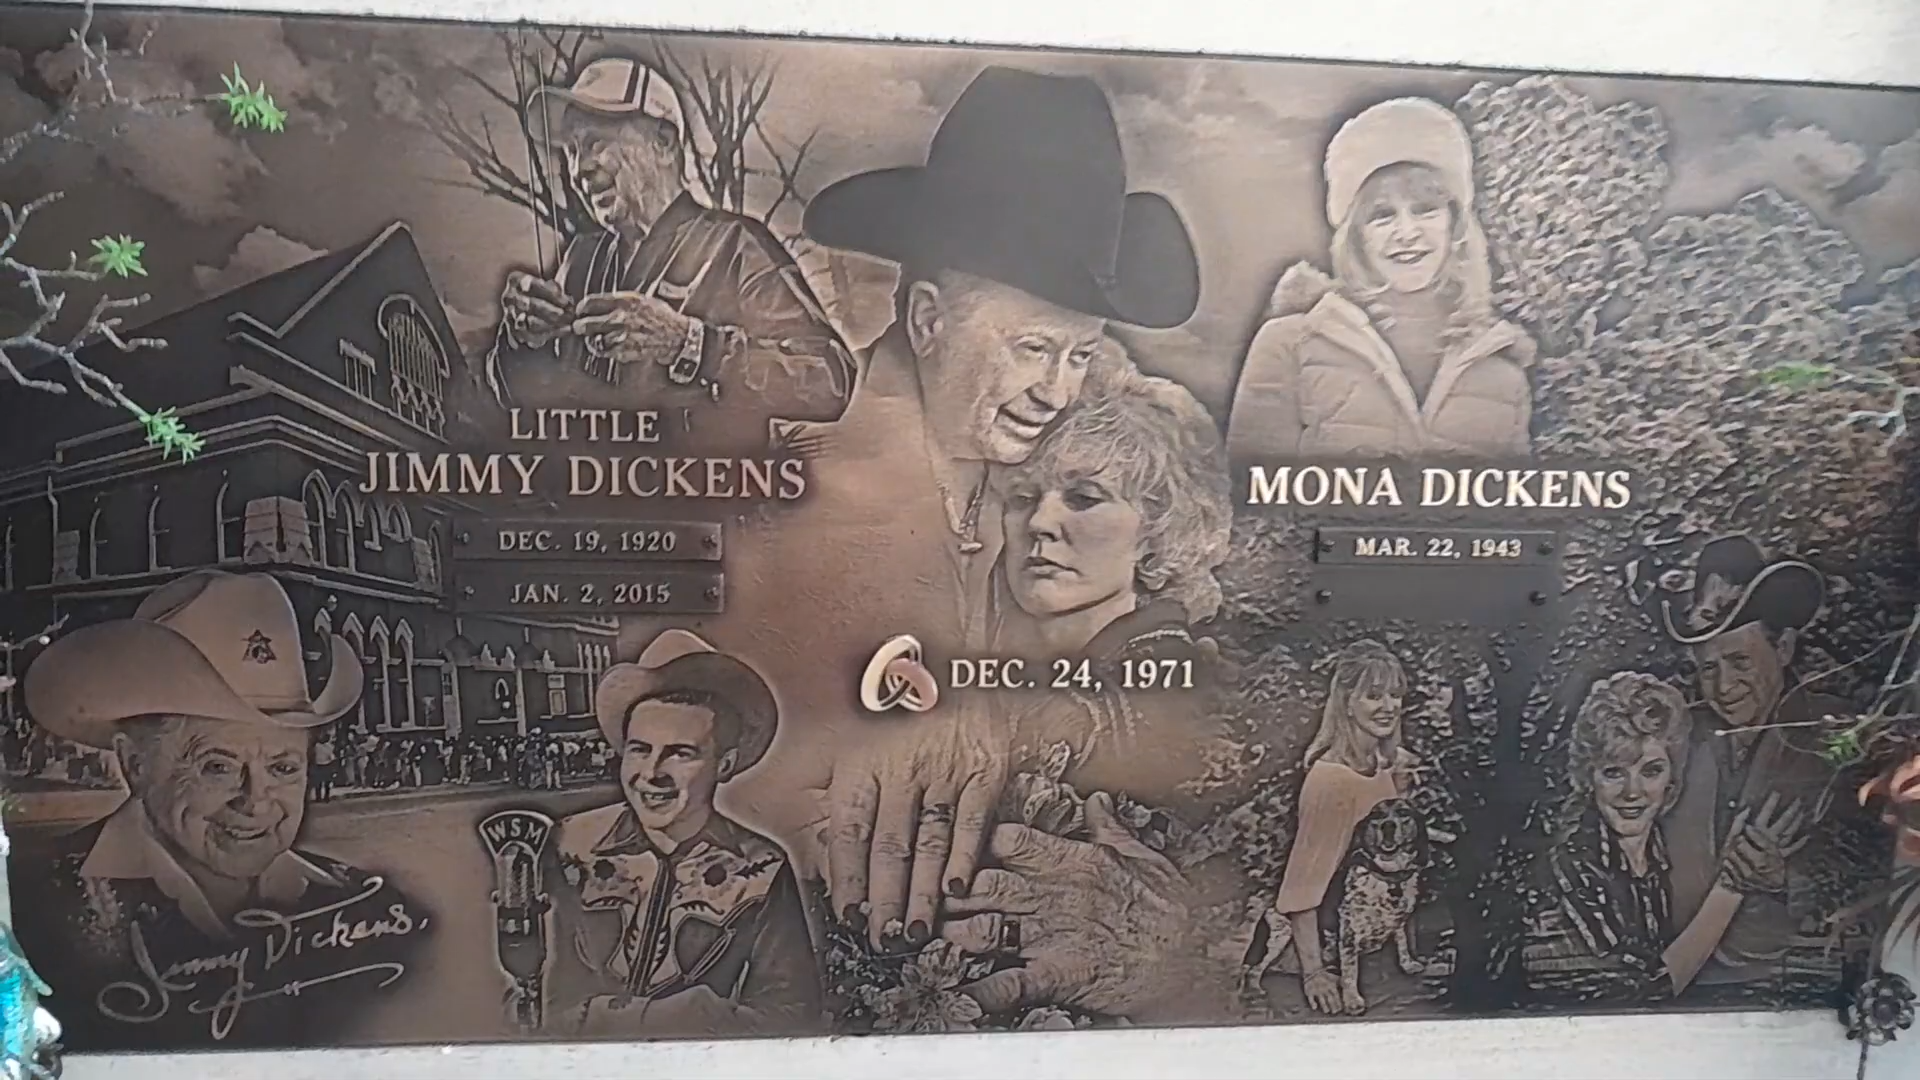 LITTLE
JIMMY DICKENS
DEC. 19, 1920
JAN. 2, 2015
MONA DICKENS
MAR. 22, 1943
DEC. 24, 1971
WSM
Jimmy Dickens.